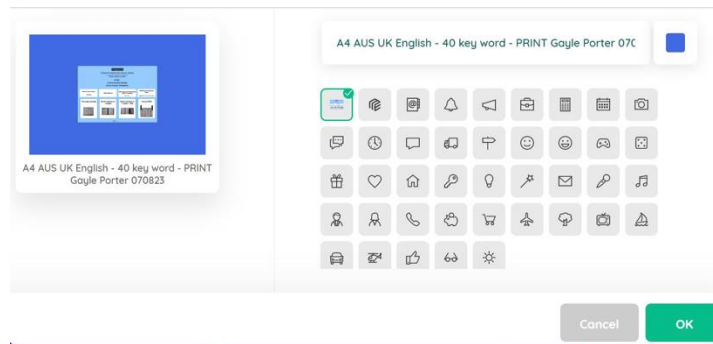 A4 AUS UK English - 40 key word - PRINT Gayle Porter 070
A4 AUS UK English - 40 key word - PRINT
Gayle Porter 070823
Cancel
OK